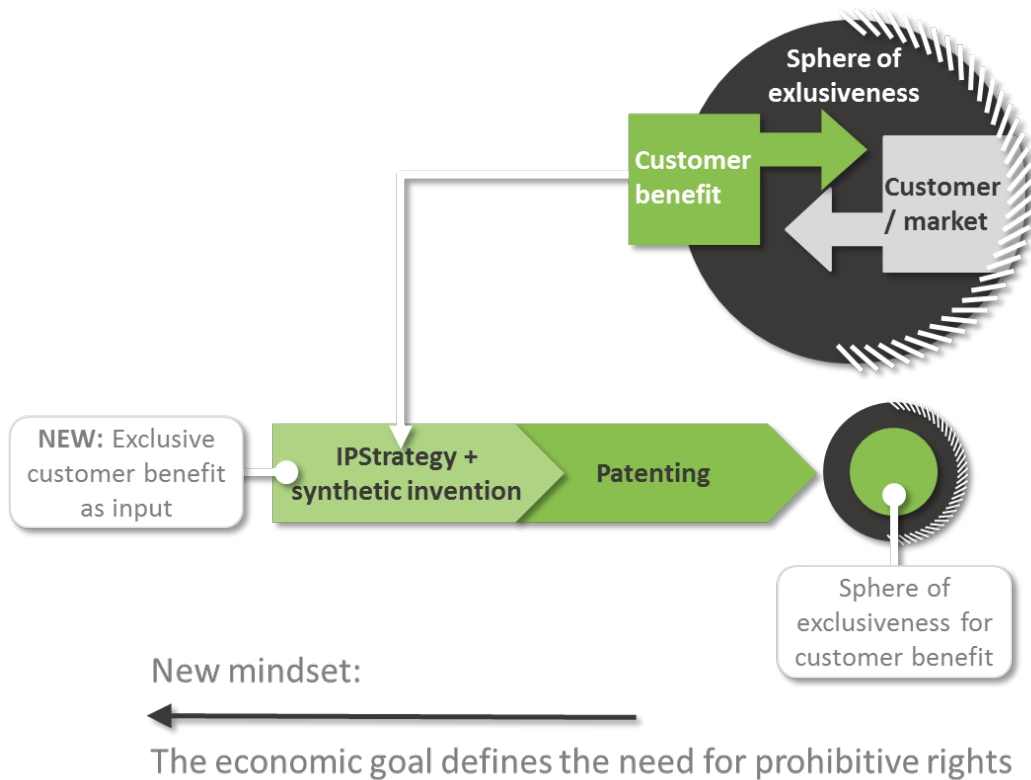 Sphere of
exlusiveness
Customer
benefit
Customer
/ market
NEW: Exclusive
customer benefit
as input
IPStrategy +
synthetic invention
Patenting
Sphere of
exclusiveness for
customer benefit
New mindset:
The economic goal defines the need for prohibitive rights